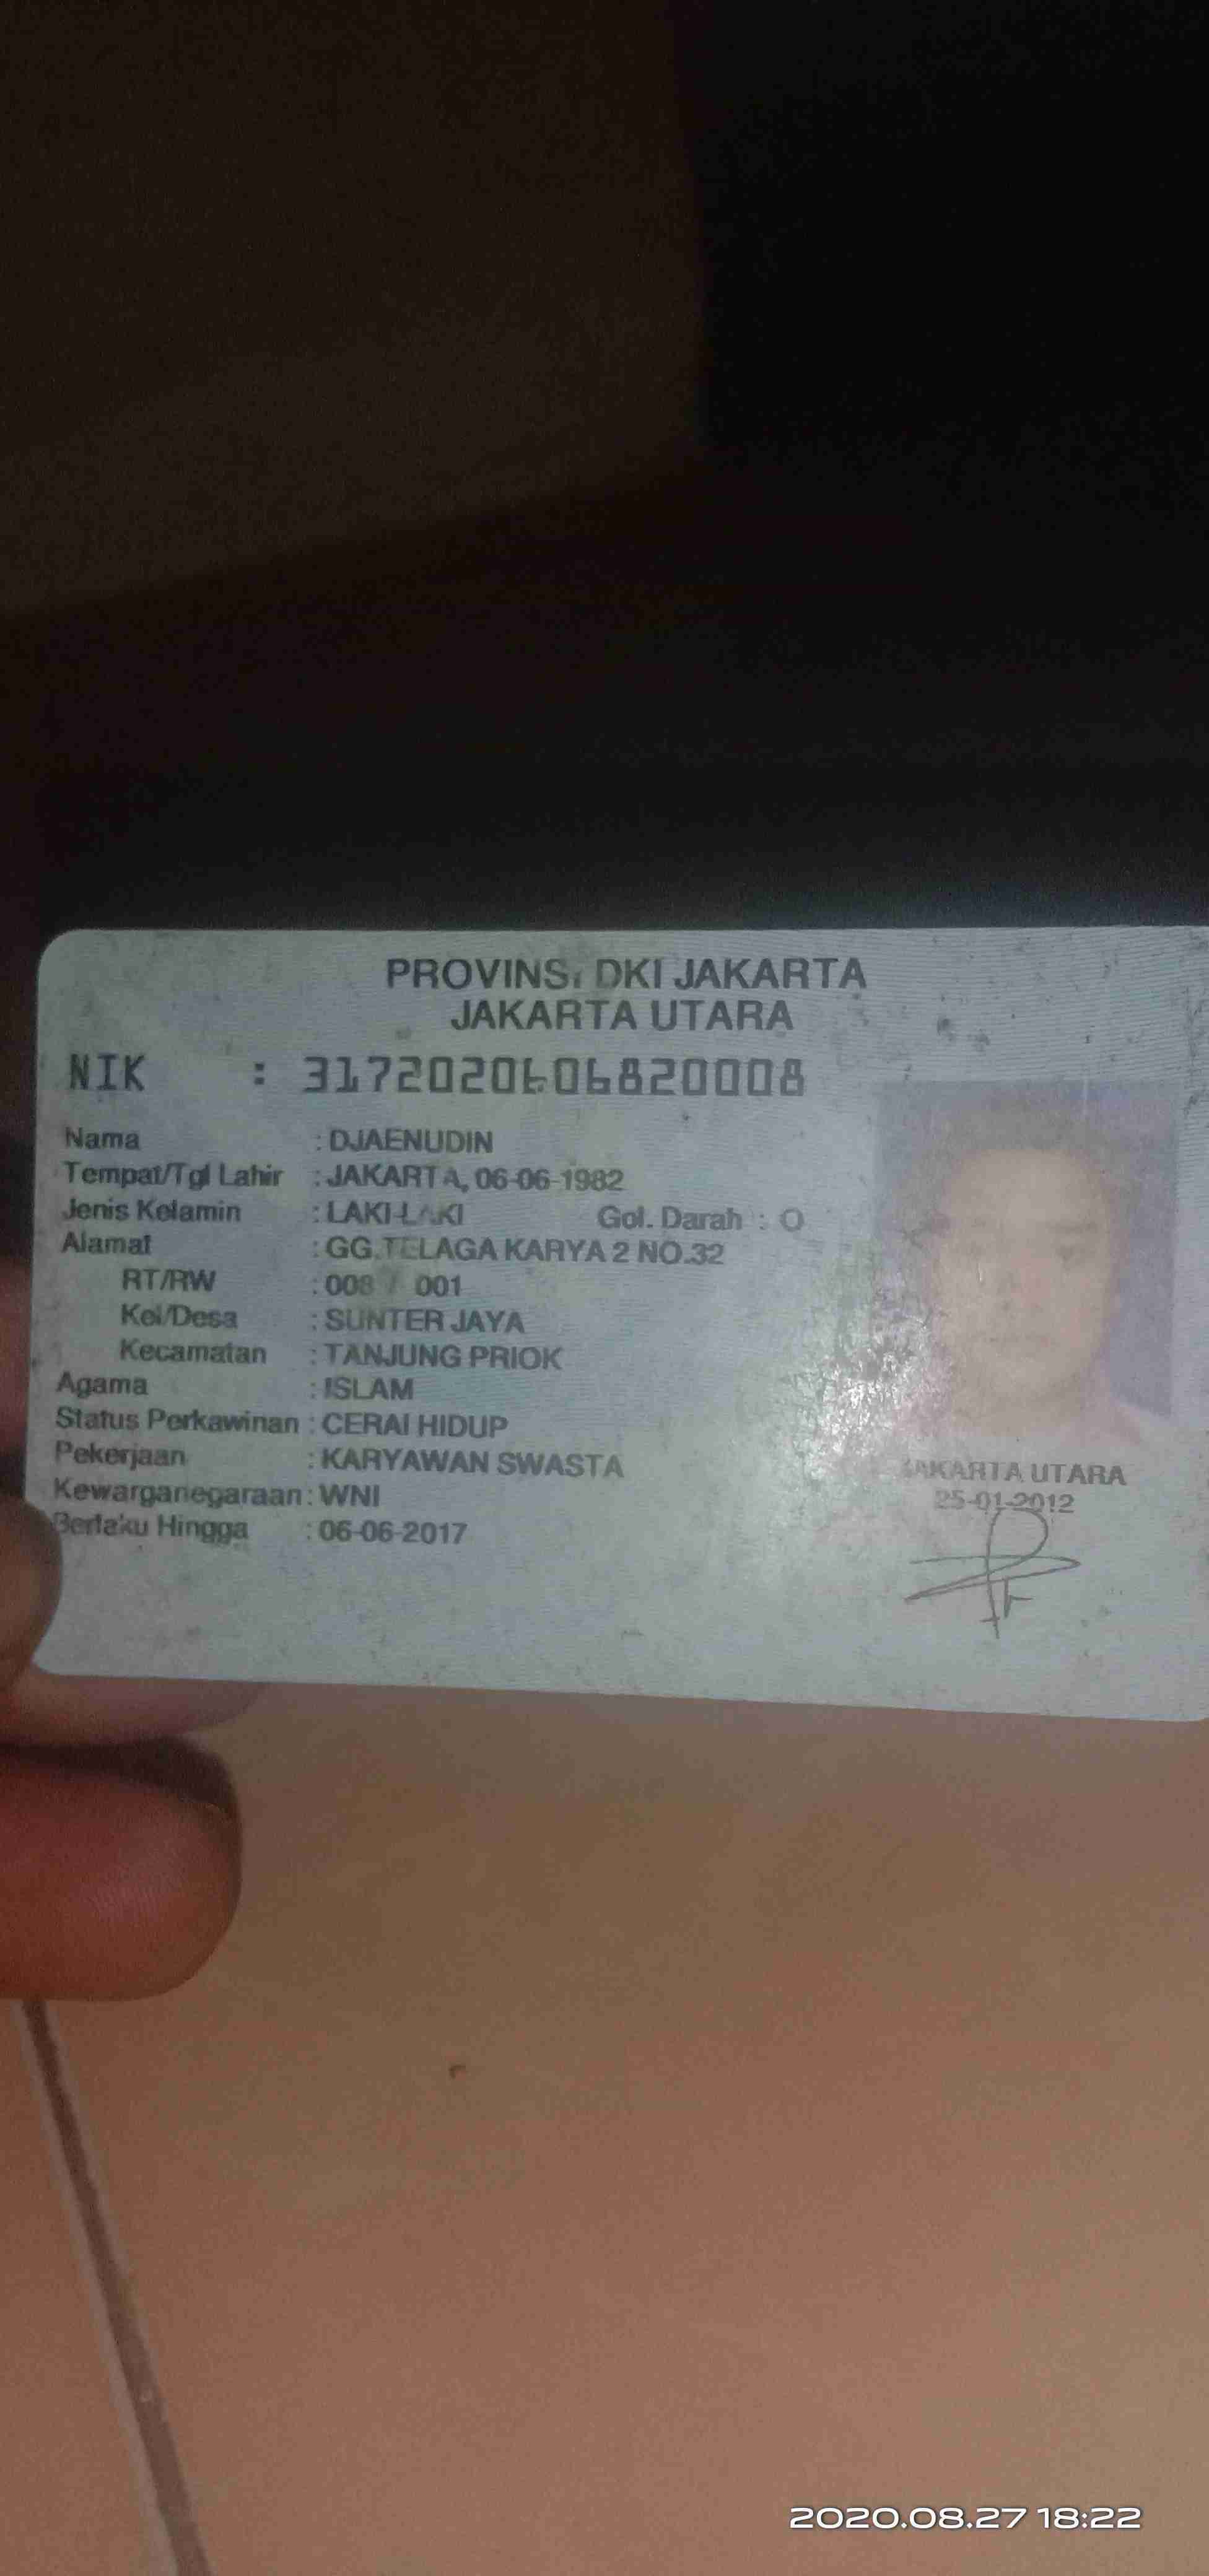 PROVINSI DKI JAKARTA
JAKARTA UTARA
NIK : 3172020606820008
Nama : DJAENUDIN
Tempat/Tgl Lahir : JAKARTA, 06-06-1982
Jenis Kelamin : LAKI-LAKI Gol. Darah : O
Alamat : GG.TELAGA KARYA 2 NO.32
RT/RW : 008 / 001
Kel/Desa : SUNTER JAYA
Kecamatan : TANJUNG PRIOK
Agama : ISLAM
Status Perkawinan : CERAI HIDUP
Pekerjaan : KARYAWAN SWASTA
Kewarganegaraan : WNI
Berlaku Hingga : 06-06-2017
JAKARTA UTARA
25-01-2012
2020.08.27 18:22